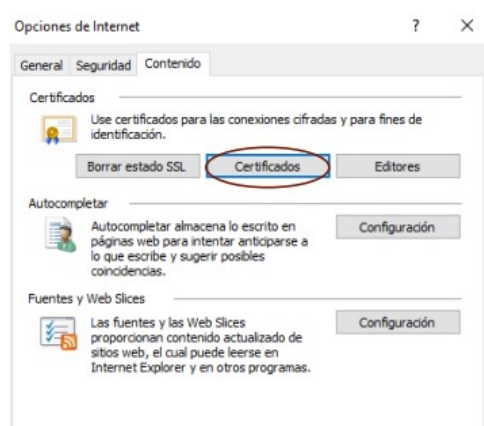 Opciones de Internet ? ✕
General Seguridad Contenido
Certificados
Use certificados para las conexiones cifradas y para fines de
identificación.
Borrar estado SSL Certificados Editores
Autocompletar
Autocompletar almacena lo escrito en
páginas web para intentar anticiparse a
lo que escribe y sugerir posibles
coincidencias.
Configuración
Fuentes y Web Slices
Las fuentes y las Web Slices
proporcionan contenido actualizado de
sitios web, el cual puede leerse en
Internet Explorer y en otros programas.
Configuración